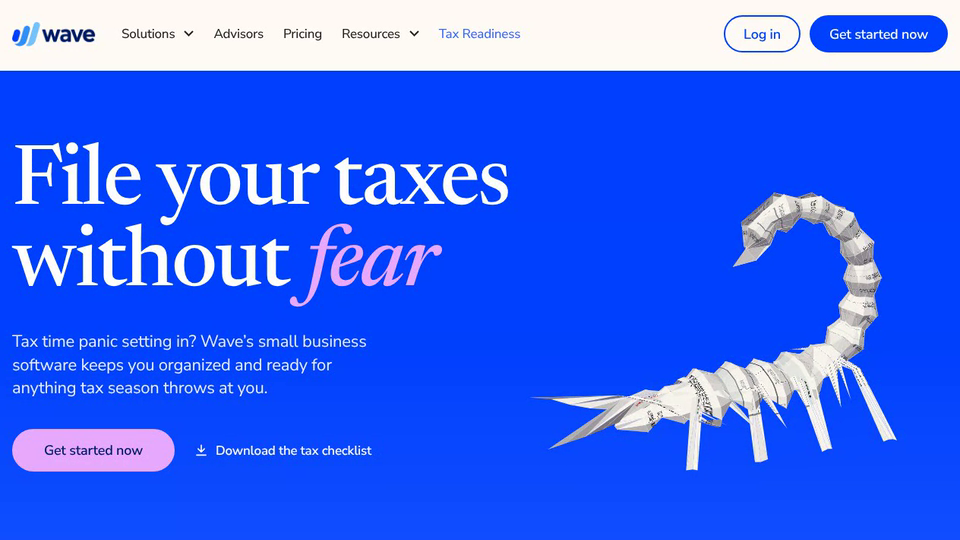 wave
Solutions
Advisors
Pricing
Resources
Tax Readiness
Log in
Get started now
File your taxes
without fear
Tax time panic setting in? Wave's small business
software keeps you organized and ready for
anything tax season throws at you.
Get started now
Download the tax checklist